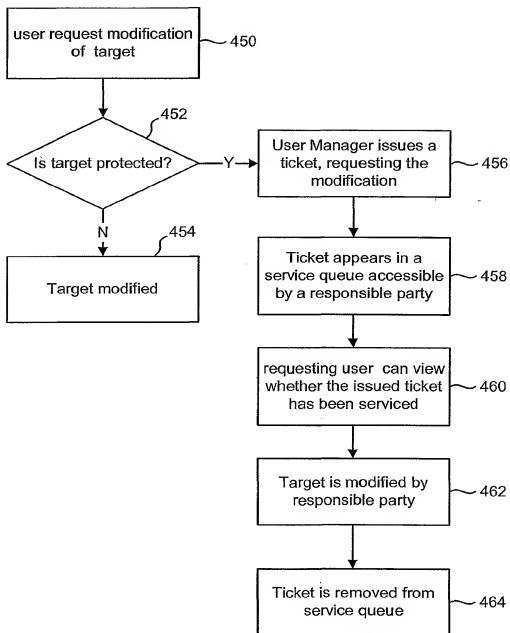 user request modification
of target
450
452
Is target protected?
Y
N
454
Target modified
User Manager issues a
ticket, requesting the
modification
456
Ticket appears in a
service queue accessible
by a responsible party
458
requesting user can view
whether the issued ticket
has been serviced
460
Target is modified by
responsible party
462
Ticket is removed from
service queue
464